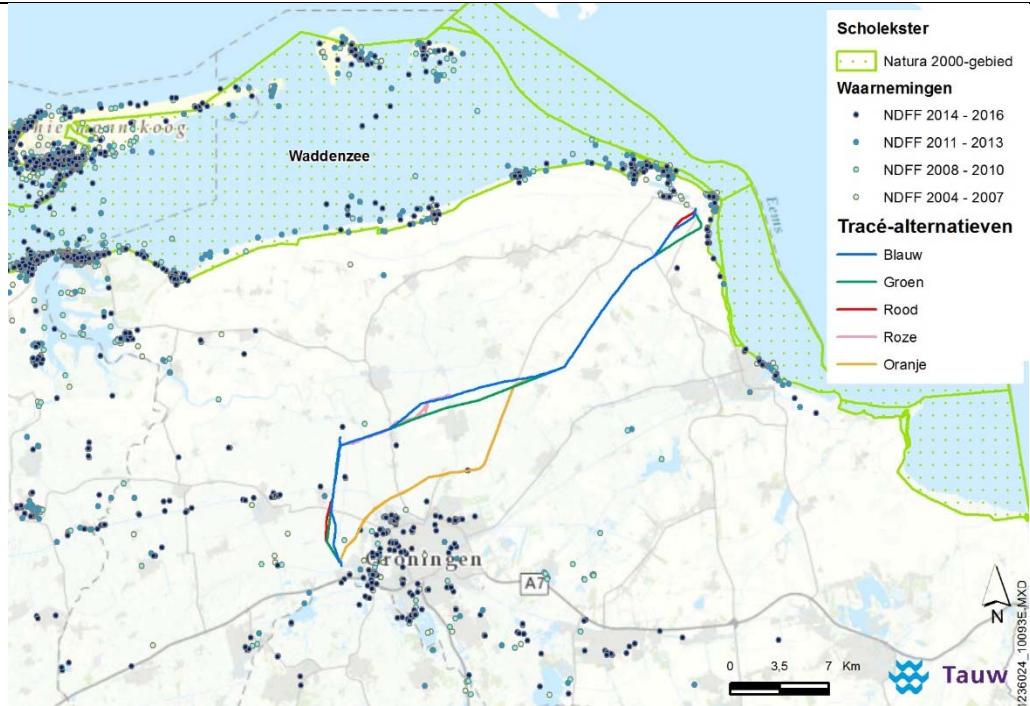 Scholekster
Natura 2000-gebied
Waarnemingen
NDFF 2014 - 2016
NDFF 2011 - 2013
NDFF 2008 - 2010
NDFF 2004 - 2007
Tracé-alternatieven
Blauw
Groen
Rood
Roze
Oranje
Waddenzee
Eems
Groningen
A7
N
0 3,5 7 Km
Tauw